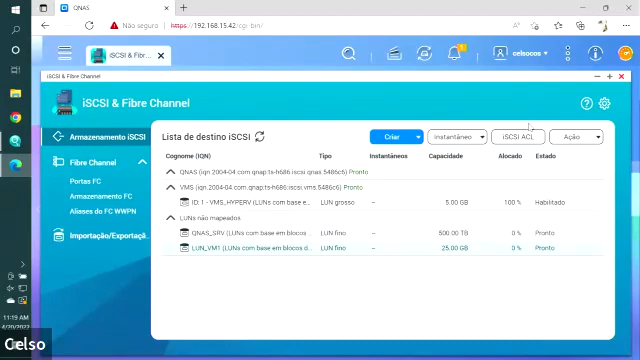 QNAS
Não seguro
https://192.168.15.42/cgi-bin/
iSCSI & Fibr...
celsocos
iSCSI & Fibre Channel
iSCSI & Fibre Channel
Armazenamento iSCSI
Fibre Channel
Portas FC
Armazenamento FC
Aliases do FC WWPN
Importação/Exportaçã...
Lista de destino iSCSI
Criar
Instantâneo
iSCSI ACL
Ação
Cognome (IQN) Tipo Instantâneos Capacidade Alocado Estado
QNAS (iqn.2004-04.com.qnap:ts-h686:iscsi.qnas.5486c6) Pronto
VMS (iqn.2004-04.com.qnap:ts-h686:iscsi.vms.5486c6) Pronto
ID: 1 - VMS_HYPERV (LUNs com base e... LUN grosso -- 5.00 GB 100 % Habilitado
LUNs não mapeados
QNAS_SRV (LUNs com base em blocos d... LUN fino -- 500.00 TB 0 % Pronto
LUN_VM1 (LUNs com base em blocos de... LUN fino -- 25.00 GB 0 % Pronto
11:19 AM
Celso